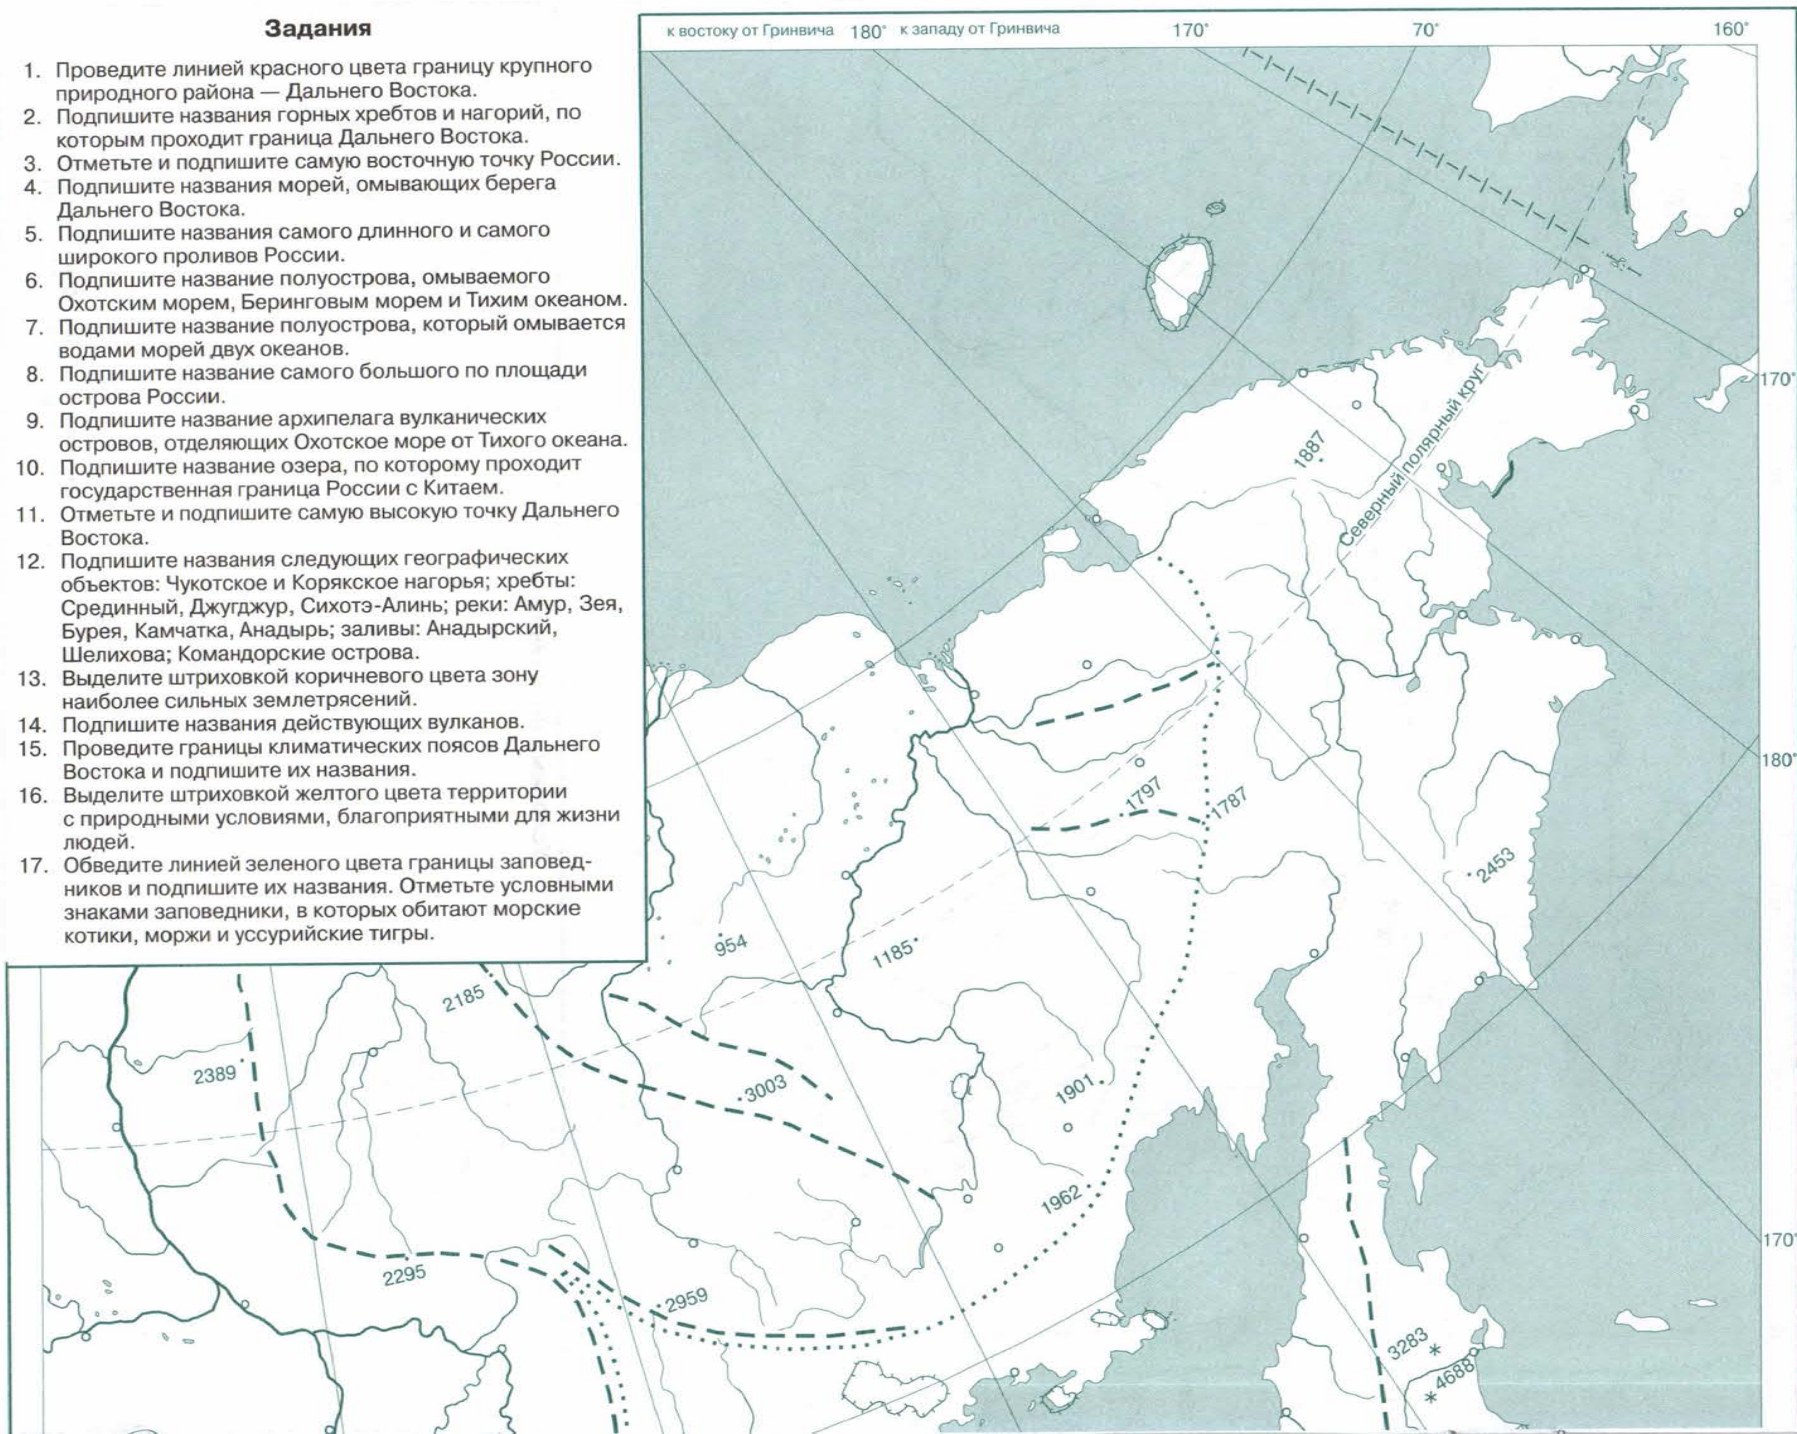 Задания
1. Проведите линией красного цвета границу крупного
природного района — Дальнего Востока.
2. Подпишите названия горных хребтов и нагорий, по
которым проходит граница Дальнего Востока.
3. Отметьте и подпишите самую восточную точку России.
4. Подпишите названия морей, омывающих берега
Дальнего Востока.
5. Подпишите названия самого длинного и самого
широкого проливов России.
6. Подпишите название полуострова, омываемого
Охотским морем, Беринговым морем и Тихим океаном.
7. Подпишите название полуострова, который омывается
водами морей двух океанов.
8. Подпишите название самого большого по площади
острова России.
9. Подпишите название архипелага вулканических
островов, отделяющих Охотское море от Тихого океана.
10. Подпишите название озера, по которому проходит
государственная граница России с Китаем.
11. Отметьте и подпишите самую высокую точку Дальнего
Востока.
12. Подпишите названия следующих географических
объектов: Чукотское и Корякское нагорья; хребты:
Срединный, Джугджур, Сихотэ-Алинь; реки: Амур, Зея,
Бурея, Камчатка, Анадырь; заливы: Анадырский,
Шелихова; Командорские острова.
13. Выделите штриховкой коричневого цвета зону
наиболее сильных землетрясений.
14. Подпишите названия действующих вулканов.
15. Проведите границы климатических поясов Дальнего
Востока и подпишите их названия.
16. Выделите штриховкой желтого цвета территории
с природными условиями, благоприятными для жизни
людей.
17. Обведите линией зеленого цвета границы заповед-
ников и подпишите их названия. Отметьте условными
знаками заповедники, в которых обитают морские
котики, моржи и уссурийские тигры.
к востоку от Гринвича 180° к западу от Гринвича 170° 70° 160°
170°
Северный полярный круг
1887
180°
1797
1787
2453
954
1185
2185
2389
3003
1901
1962
170°
2295
2959
3283
4688